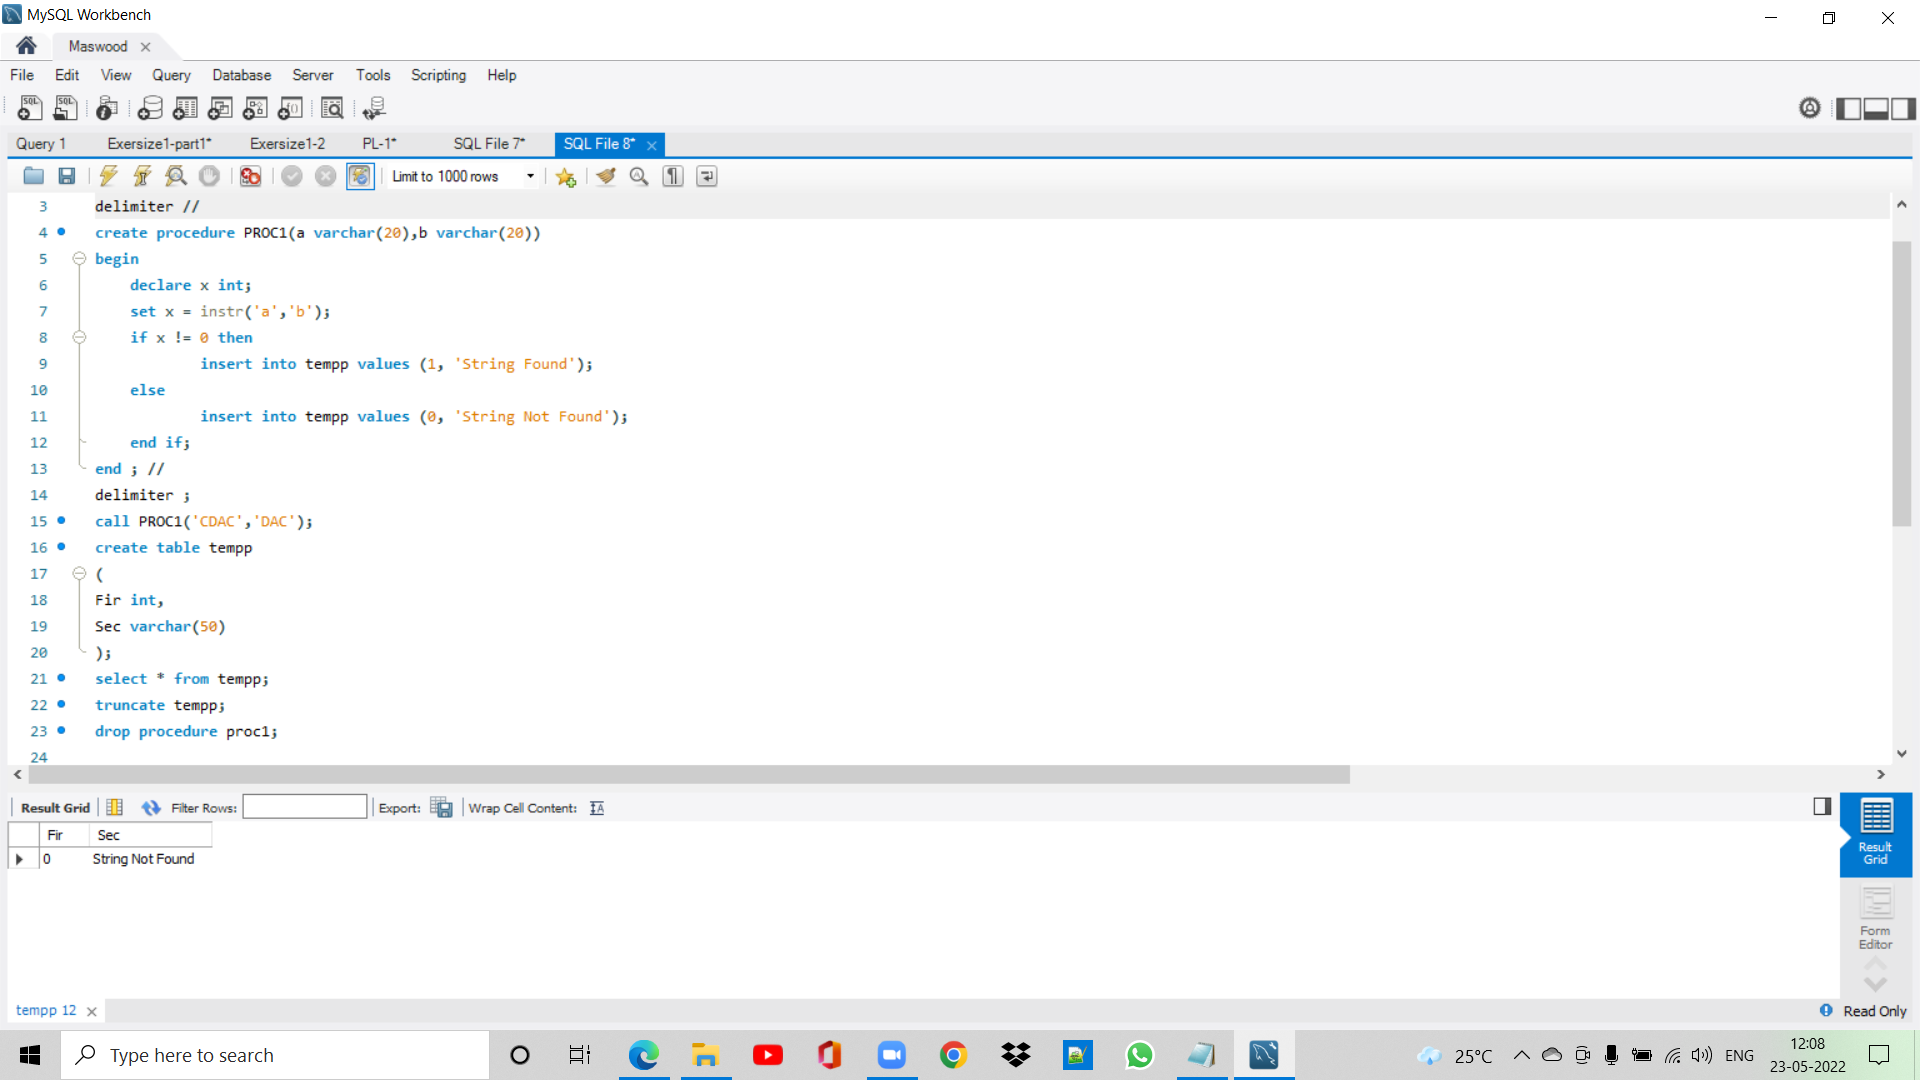 MySQL Workbench
Maswood
File Edit View Query Database Server Tools Scripting Help
Query 1 Exersize1-part1* Exersize1-2 PL-1* SQL File 7* SQL File 8*
Limit to 1000 rows
3 delimiter //
4 create procedure PROC1(a varchar(20),b varchar(20))
5 begin
6 declare x int;
7 set x = instr('a','b');
8 if x != 0 then
9 insert into tempp values (1, 'String Found');
10 else
11 insert into tempp values (0, 'String Not Found');
12 end if;
13 end ; //
14 delimiter ;
15 call PROC1('CDAC','DAC');
16 create table tempp
17 (
18 Fir int,
19 Sec varchar(50)
20 );
21 select * from tempp;
22 truncate tempp;
23 drop procedure proc1;
24
Result Grid Filter Rows: Export: Wrap Cell Content:
Fir Sec
0 String Not Found
Result
Grid
Form
Editor
tempp 12
Read Only
Type here to search
25°C
ENG
12:08
23-05-2022